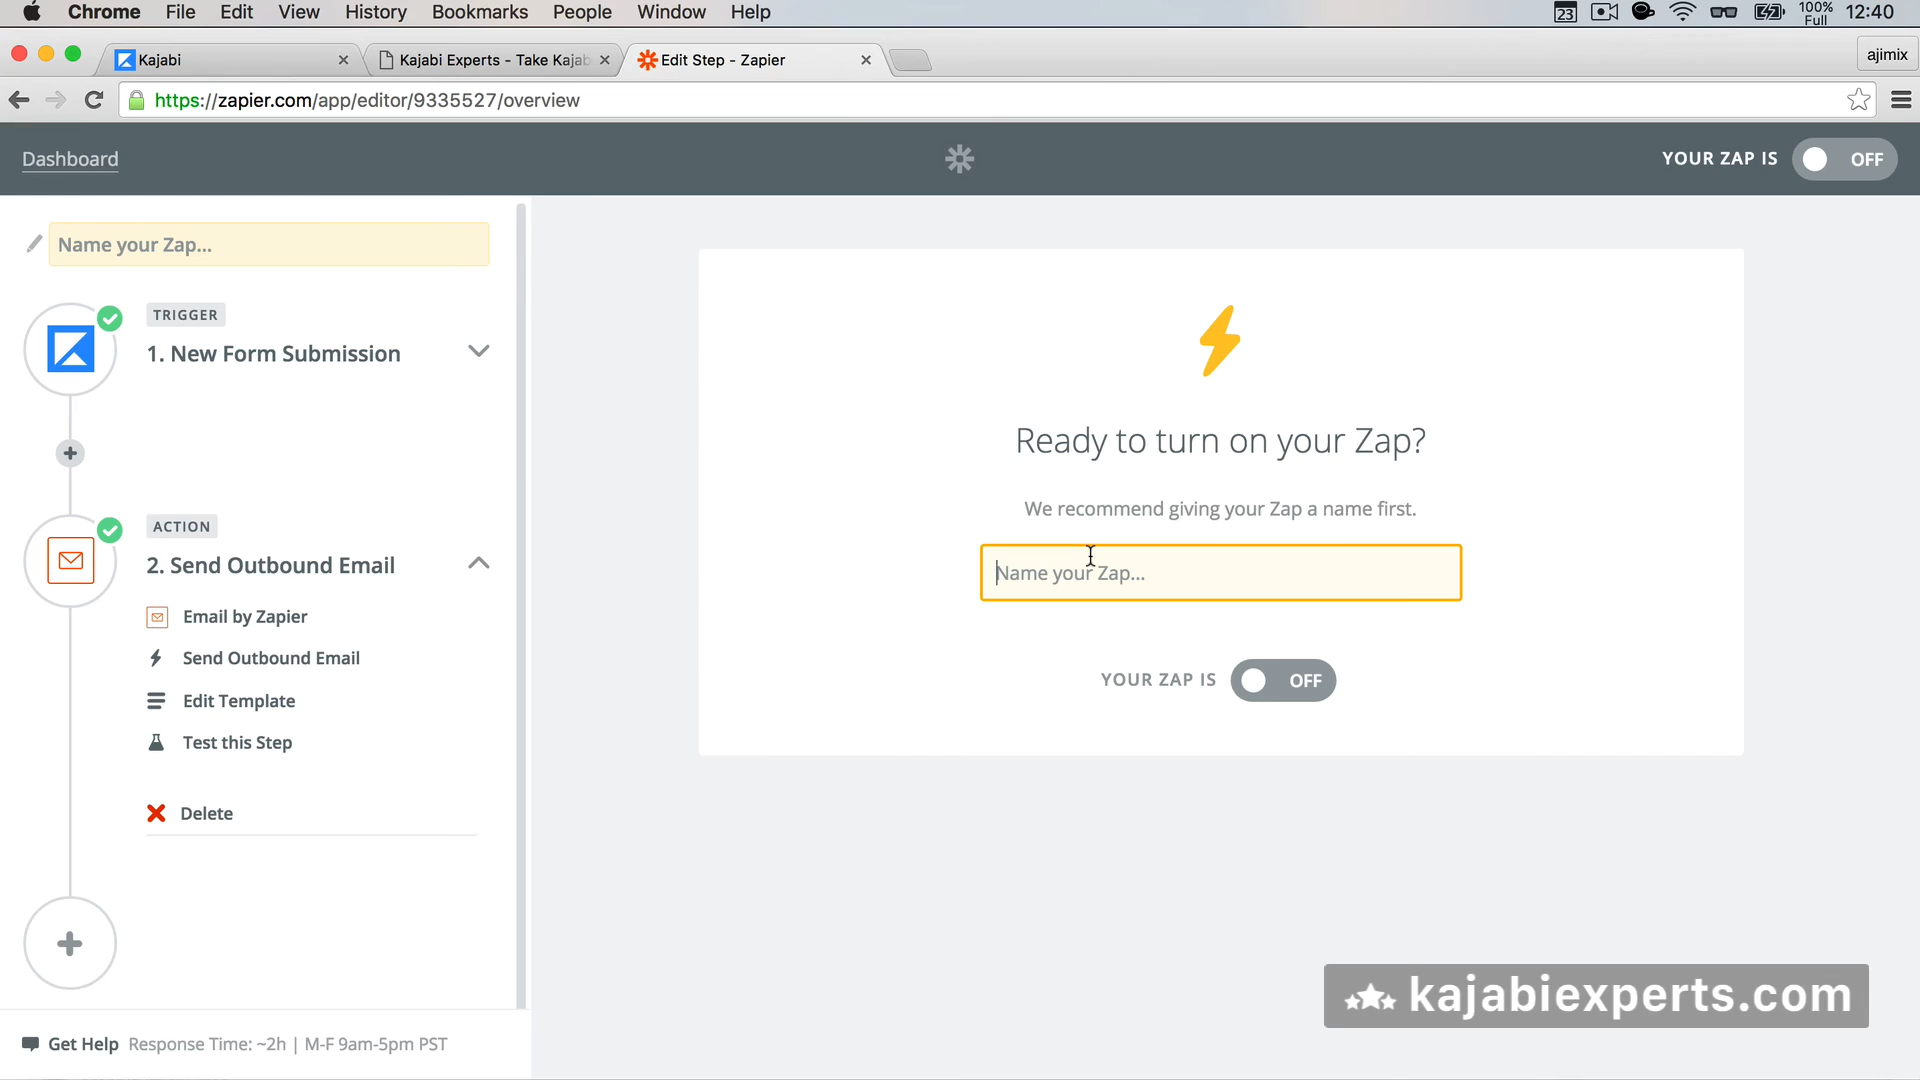 Chrome File Edit View History Bookmarks People Window Help
23 100% Full 12:40
Kajabi
Kajabi Experts - Take Kajab
Edit Step - Zapier
ajimix
https://zapier.com/app/editor/9335527/overview
Dashboard
YOUR ZAP IS OFF
Name your Zap...
TRIGGER
1. New Form Submission
ACTION
2. Send Outbound Email
Email by Zapier
Send Outbound Email
Edit Template
Test this Step
Delete
Get Help Response Time: ~2h | M-F 9am-5pm PST
Ready to turn on your Zap?
We recommend giving your Zap a name first.
Name your Zap...
YOUR ZAP IS OFF
kajabiexperts.com